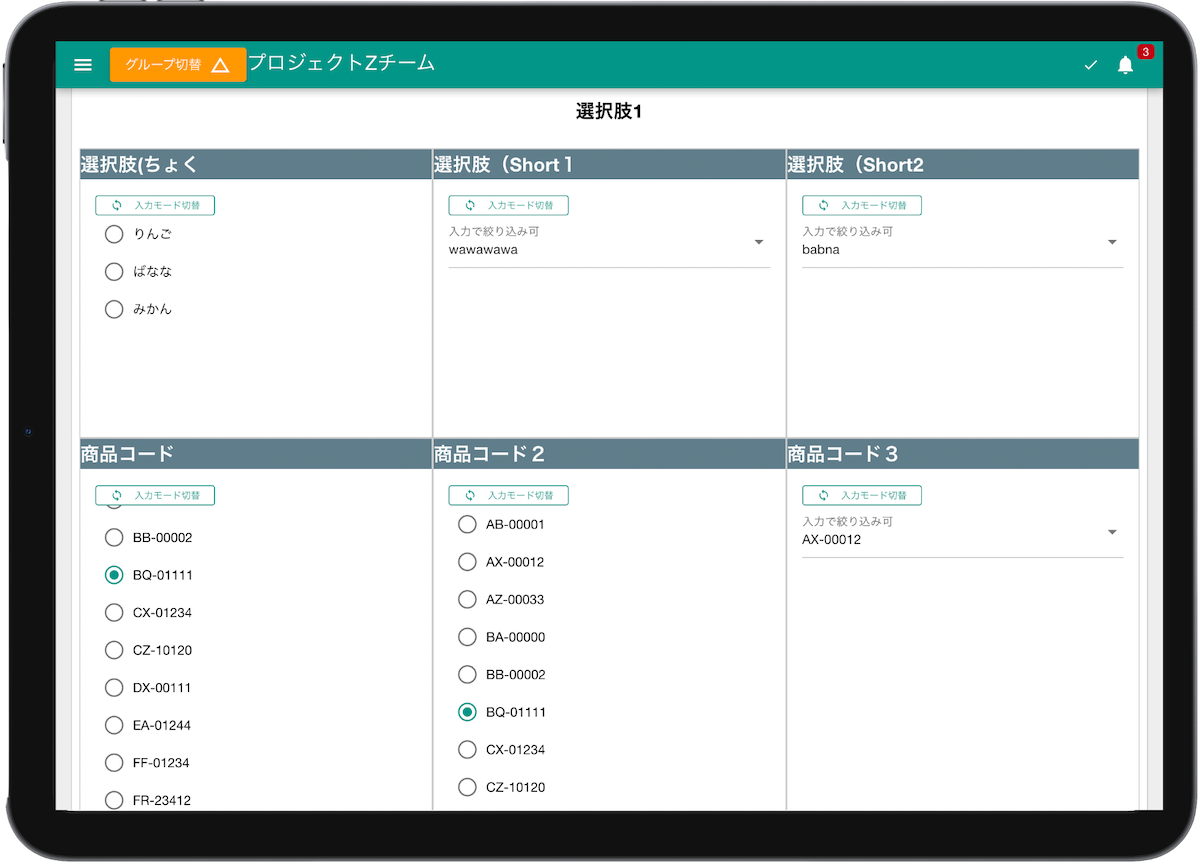 グループ切替 プロジェクトZチーム 3
選択肢1
選択肢(ちょく 選択肢（Short１ 選択肢（Short2
入力モード切替 入力モード切替 入力モード切替
りんご 入力で絞り込み可 入力で絞り込み可
wawawawa babna
ばなな
みかん
商品コード 商品コード２ 商品コード３
入力モード切替 入力モード切替 入力モード切替
AB-00001 入力で絞り込み可
BB-00002 AX-00012
AX-00012
BQ-01111
AZ-00033
CX-01234
BA-00000
CZ-10120
BB-00002
DX-00111
BQ-01111
EA-01244
CX-01234
FF-01234
CZ-10120
FR-23412